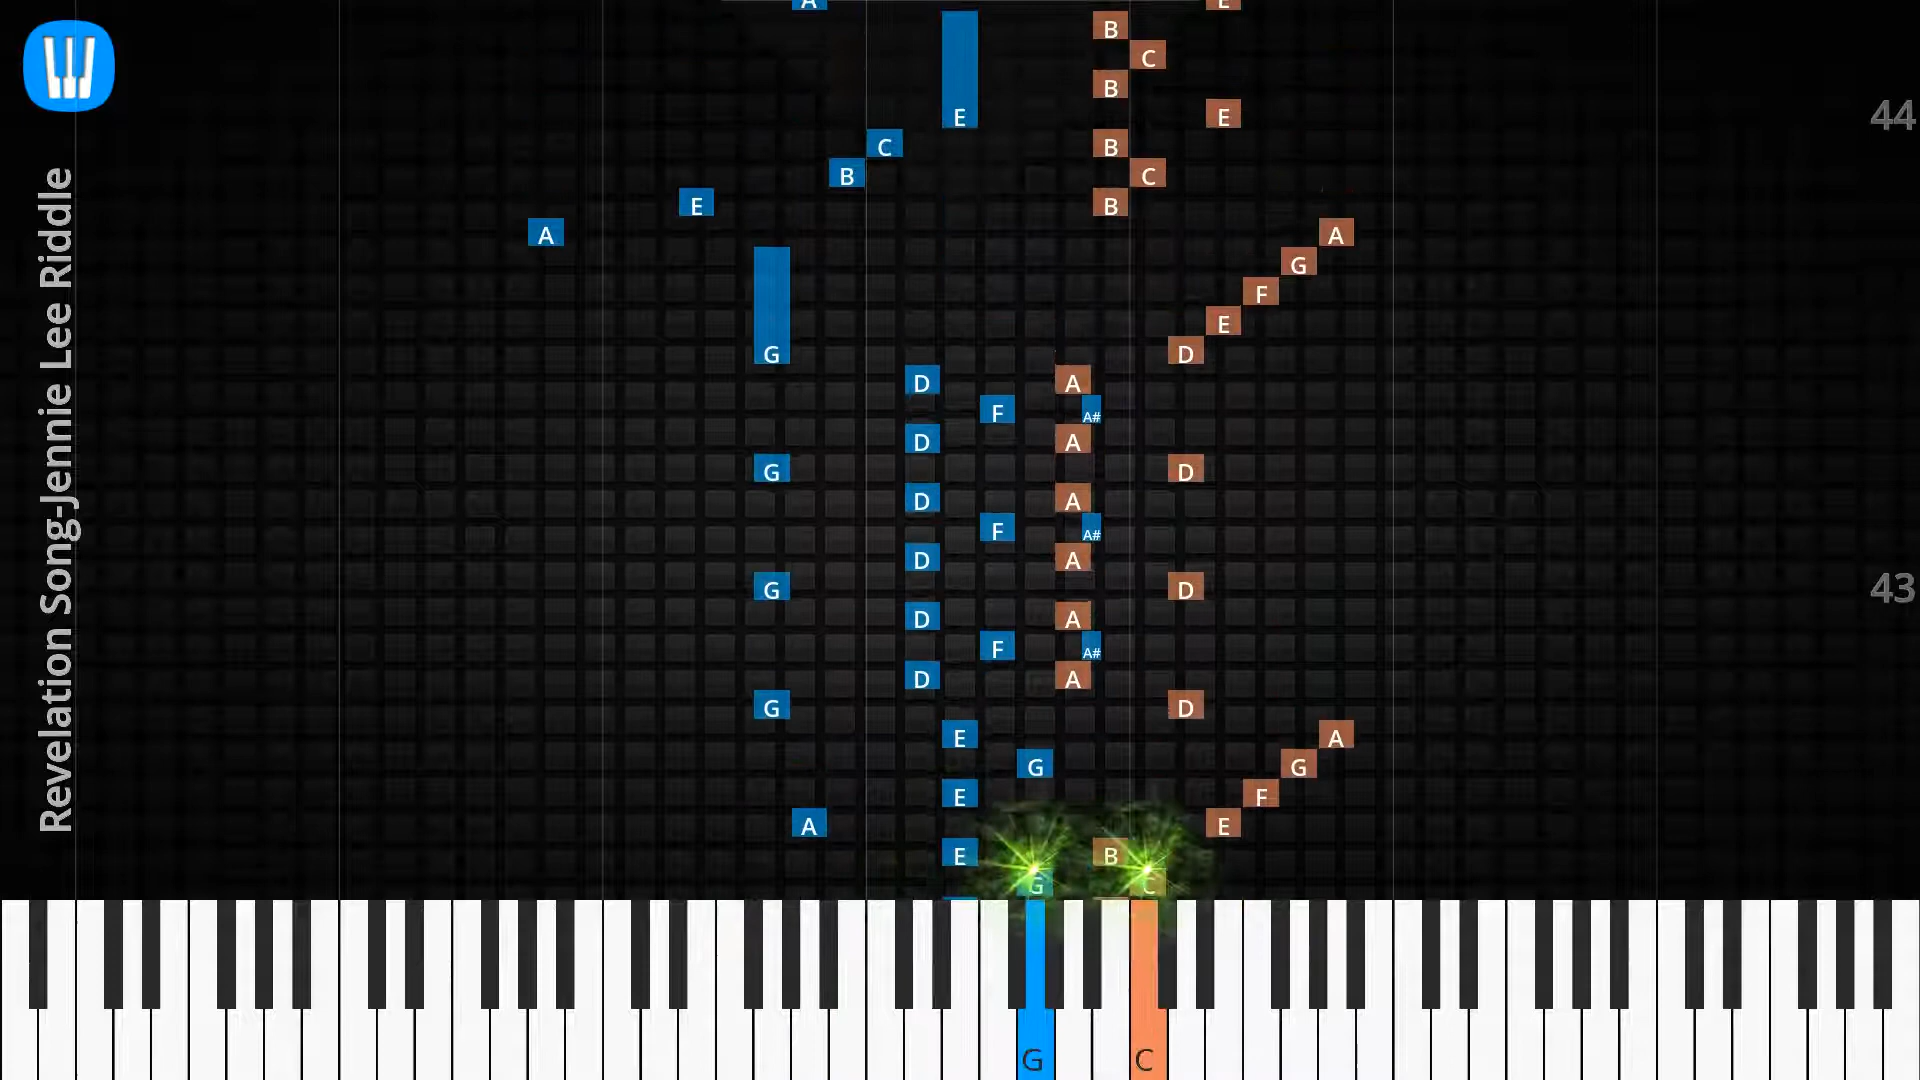 A E
B
C
B
E E
C B
B C
E B
A A
G
F
E
G D
D A
F A#
D A
G D
D A
F A#
D A
G D
D A
F A#
D A
G D
E A
G G
E F
A E
E B
G C
G C
44
43
Revelation Song-Jennie Lee Riddle